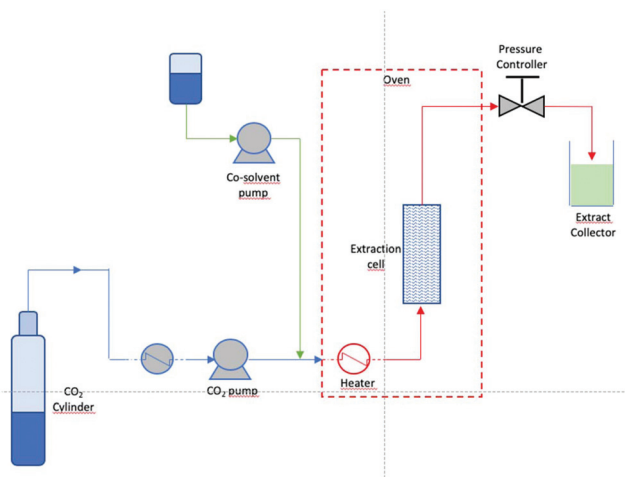 Pressure
Controller
Oven
Co-solvent
pump
Extraction
cell
Extract
Collector
CO₂
Cylinder
CO₂ pump
Heater